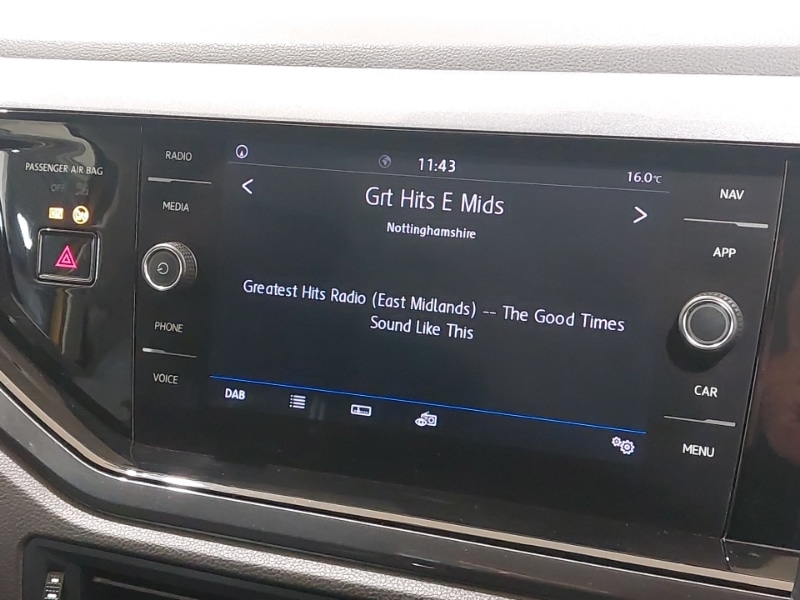 PASSENGER AIR BAG
OFF
RADIO
MEDIA
PHONE
VOICE
11:43
16.0°C
Grt Hits E Mids
Nottinghamshire
Greatest Hits Radio (East Midlands) -- The Good Times
Sound Like This
DAB
NAV
APP
CAR
MENU